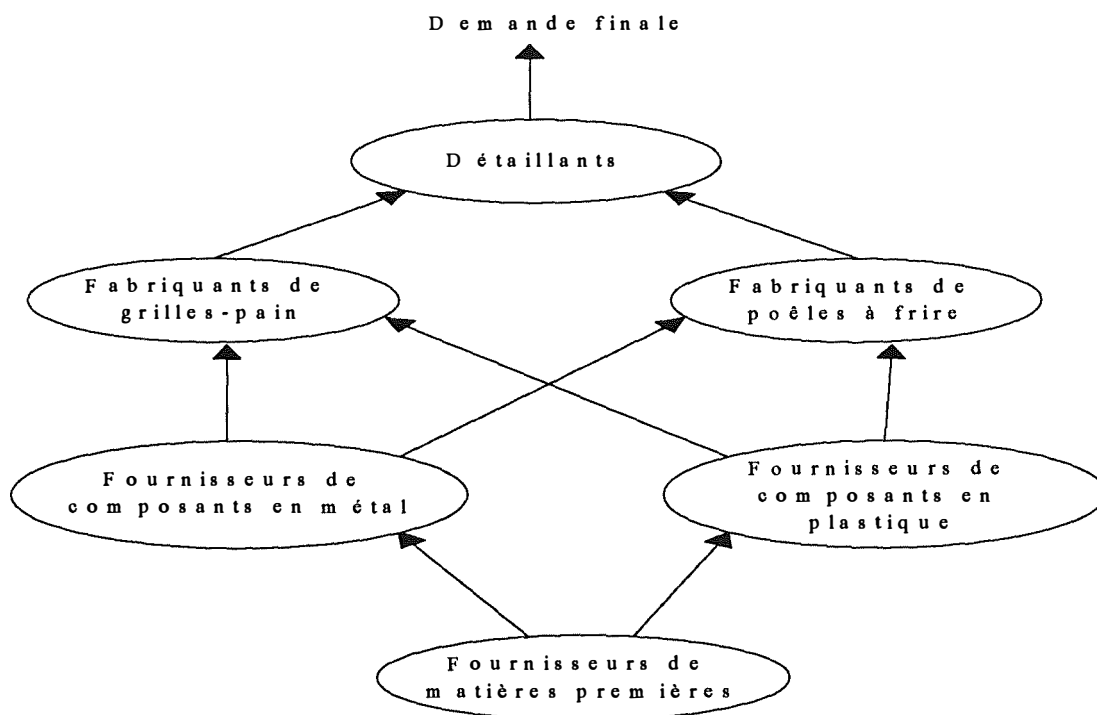 Demande finale
Détaillants
Fabriquants de
grilles-pain
Fabriquants de
poêles à frire
Fournisseurs de
composants en métal
Fournisseurs de
composants en
plastique
Fournisseurs de
matières premières